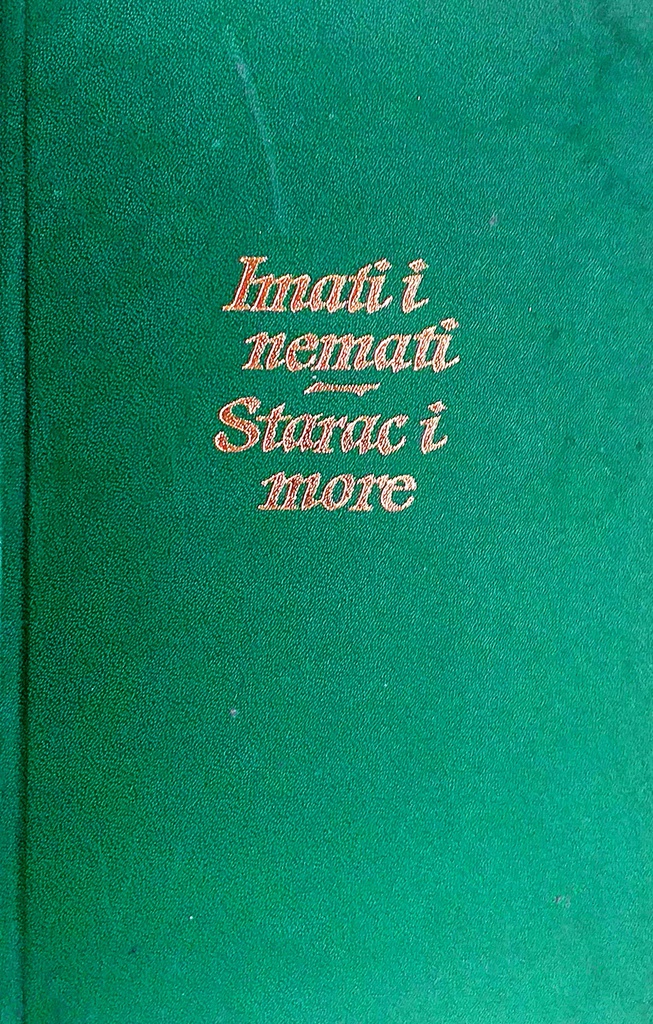 Imati i
nemati
Starac i
more